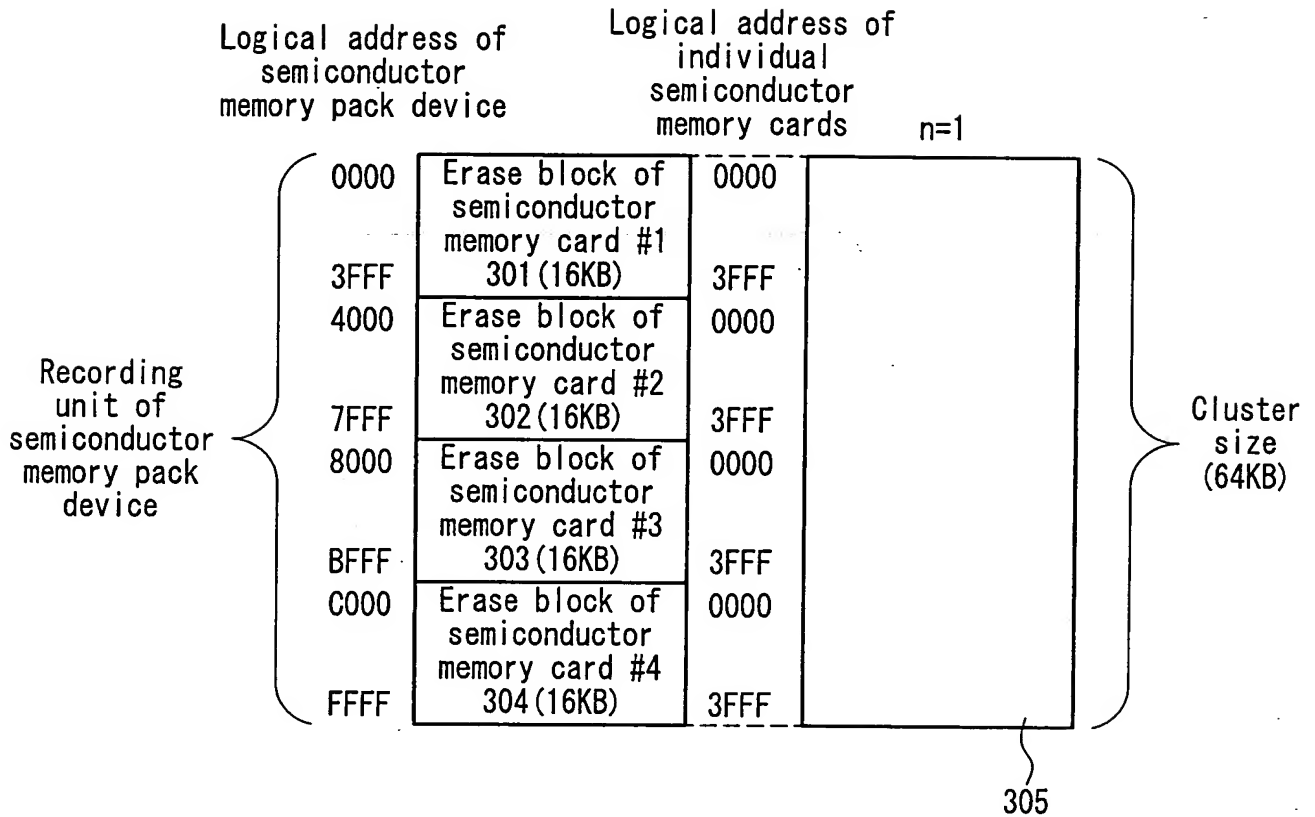 Logical address of
semiconductor
memory pack device
Logical address of
individual
semiconductor
memory cards
n=1
Recording
unit of
semiconductor
memory pack
device
0000
3FFF
4000
7FFF
8000
BFFF
C000
FFFF
Erase block of
semiconductor
memory card #1
301(16KB)
Erase block of
semiconductor
memory card #2
302(16KB)
Erase block of
semiconductor
memory card #3
303(16KB)
Erase block of
semiconductor
memory card #4
304(16KB)
0000
3FFF
0000
3FFF
0000
3FFF
0000
3FFF
Cluster
size
(64KB)
305